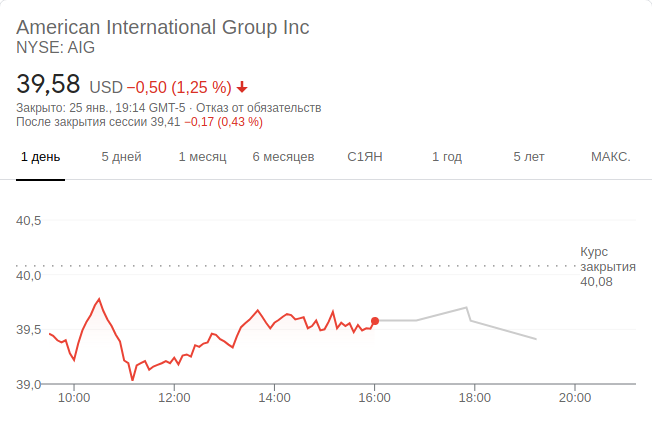 American International Group Inc
NYSE: AIG
39,58 USD −0,50 (1,25 %)
Закрыто: 25 янв., 19:14 GMT-5 · Отказ от обязательств
После закрытия сессии 39,41 −0,17 (0,43 %)
1 день 5 дней 1 месяц 6 месяцев С1ЯН 1 год 5 лет МАКС.
40,5
Курс
закрытия
40,08
40,0
39,5
39,0
10:00 12:00 14:00 16:00 18:00 20:00